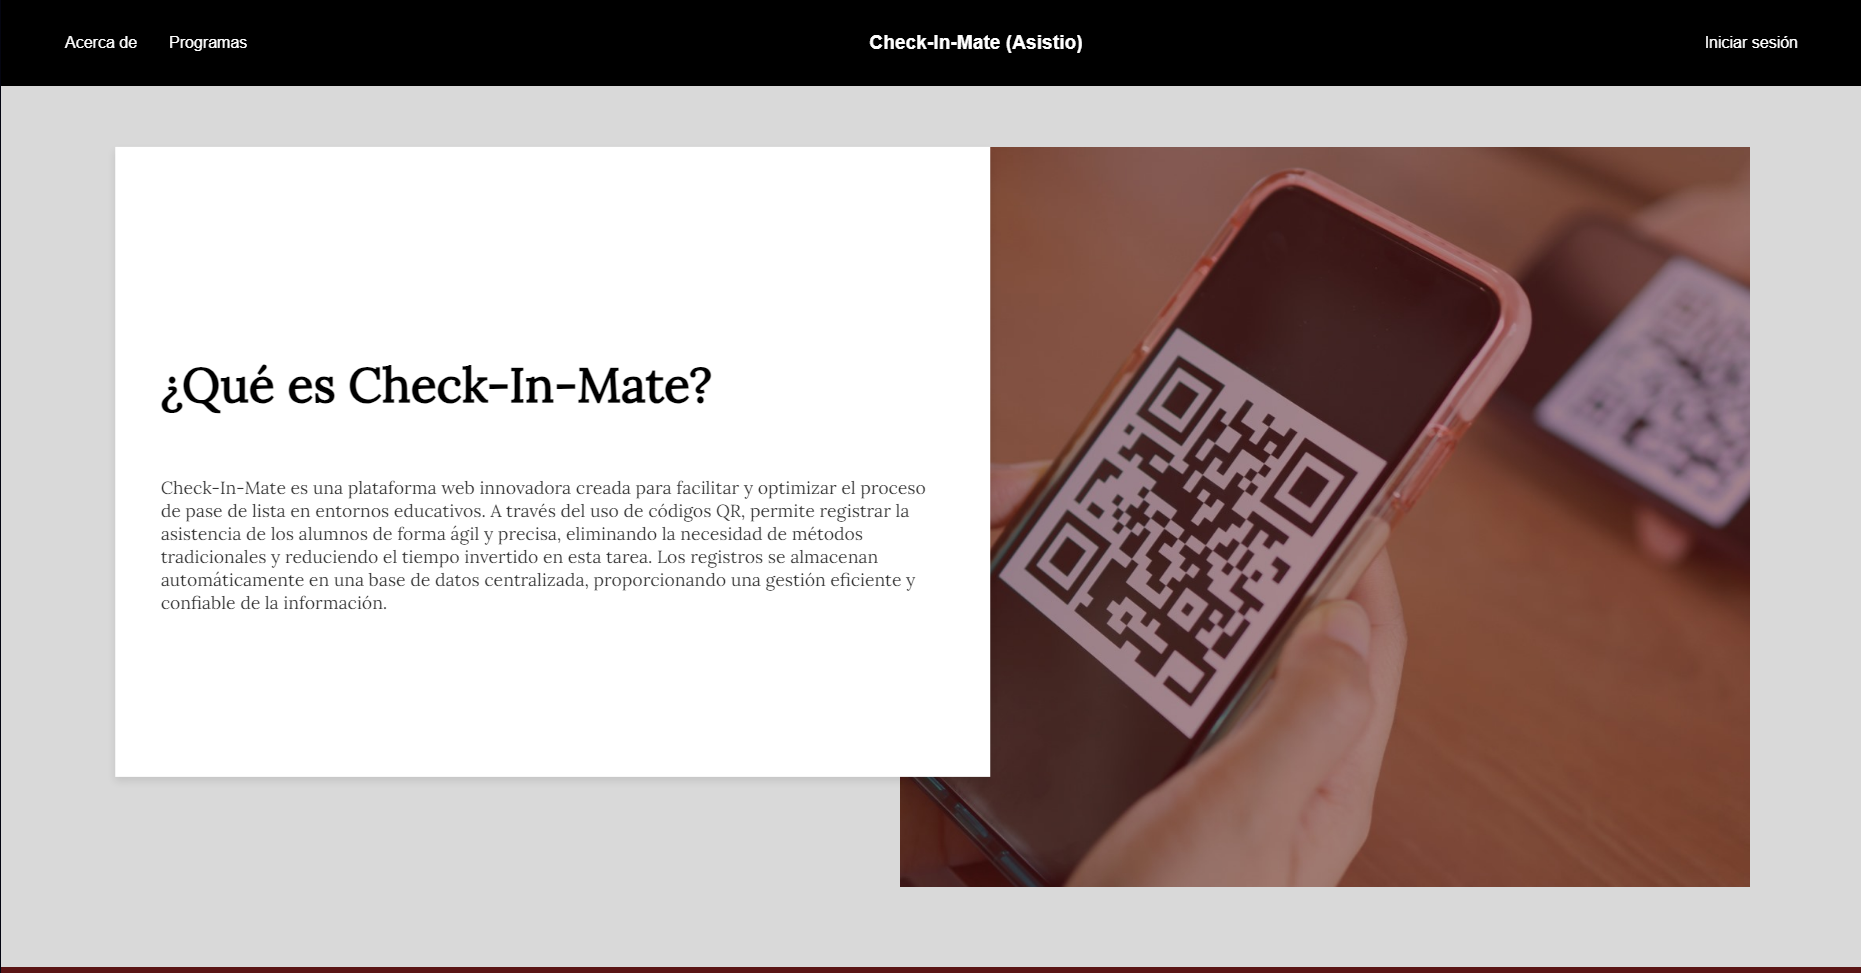 Acerca de Programas Check-In-Mate (Asistio) Iniciar sesión
¿Qué es Check-In-Mate?
Check-In-Mate es una plataforma web innovadora creada para facilitar y optimizar el proceso
de pase de lista en entornos educativos. A través del uso de códigos QR, permite registrar la
asistencia de los alumnos de forma ágil y precisa, eliminando la necesidad de métodos
tradicionales y reduciendo el tiempo invertido en esta tarea. Los registros se almacenan
automáticamente en una base de datos centralizada, proporcionando una gestión eficiente y
confiable de la información.